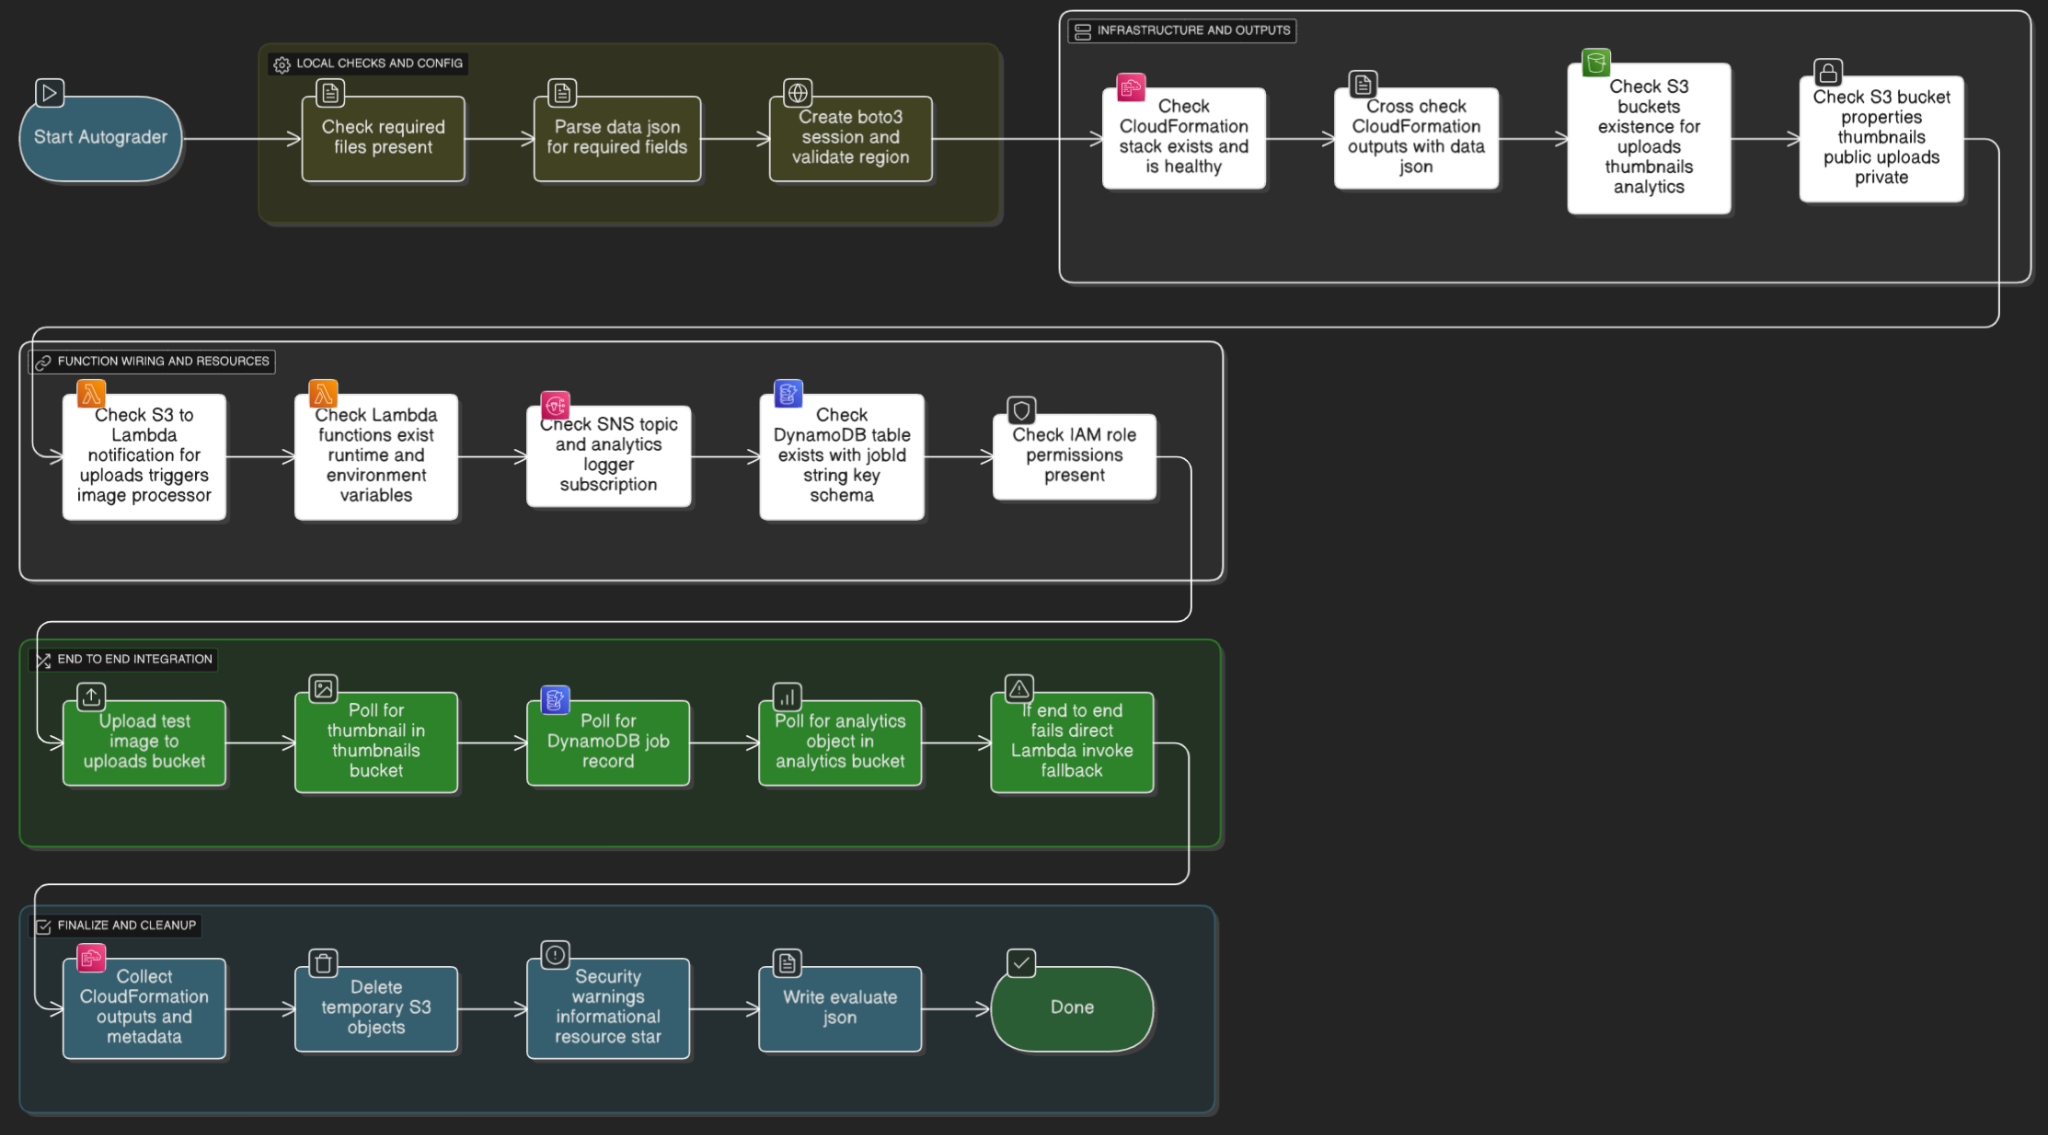 INFRASTRUCTURE AND OUTPUTS
LOCAL CHECKS AND CONFIG
Start Autograder
Check required
files present
Parse data json
for required fields
Create boto3
session and
validate region
Check
CloudFormation
stack exists and
is healthy
Cross check
CloudFormation
outputs with data
json
Check S3
buckets
existence for
uploads
thumbnails
analytics
Check S3 bucket
properties
thumbnails
public uploads
private
FUNCTION WIRING AND RESOURCES
Check S3 to
Lambda
notification for
uploads triggers
image processor
Check Lambda
functions exist
runtime and
environment
variables
Check SNS topic
and analytics
logger
subscription
Check
DynamoDB table
exists with jobId
string key
schema
Check IAM role
permissions
present
END TO END INTEGRATION
Upload test
image to
uploads bucket
Poll for
thumbnail in
thumbnails
bucket
Poll for
DynamoDB job
record
Poll for analytics
object in
analytics bucket
If end to end
fails direct
Lambda invoke
fallback
FINALIZE AND CLEANUP
Collect
CloudFormation
outputs and
metadata
Delete
temporary S3
objects
Security
warnings
informational
resource star
Write evaluate
json
Done